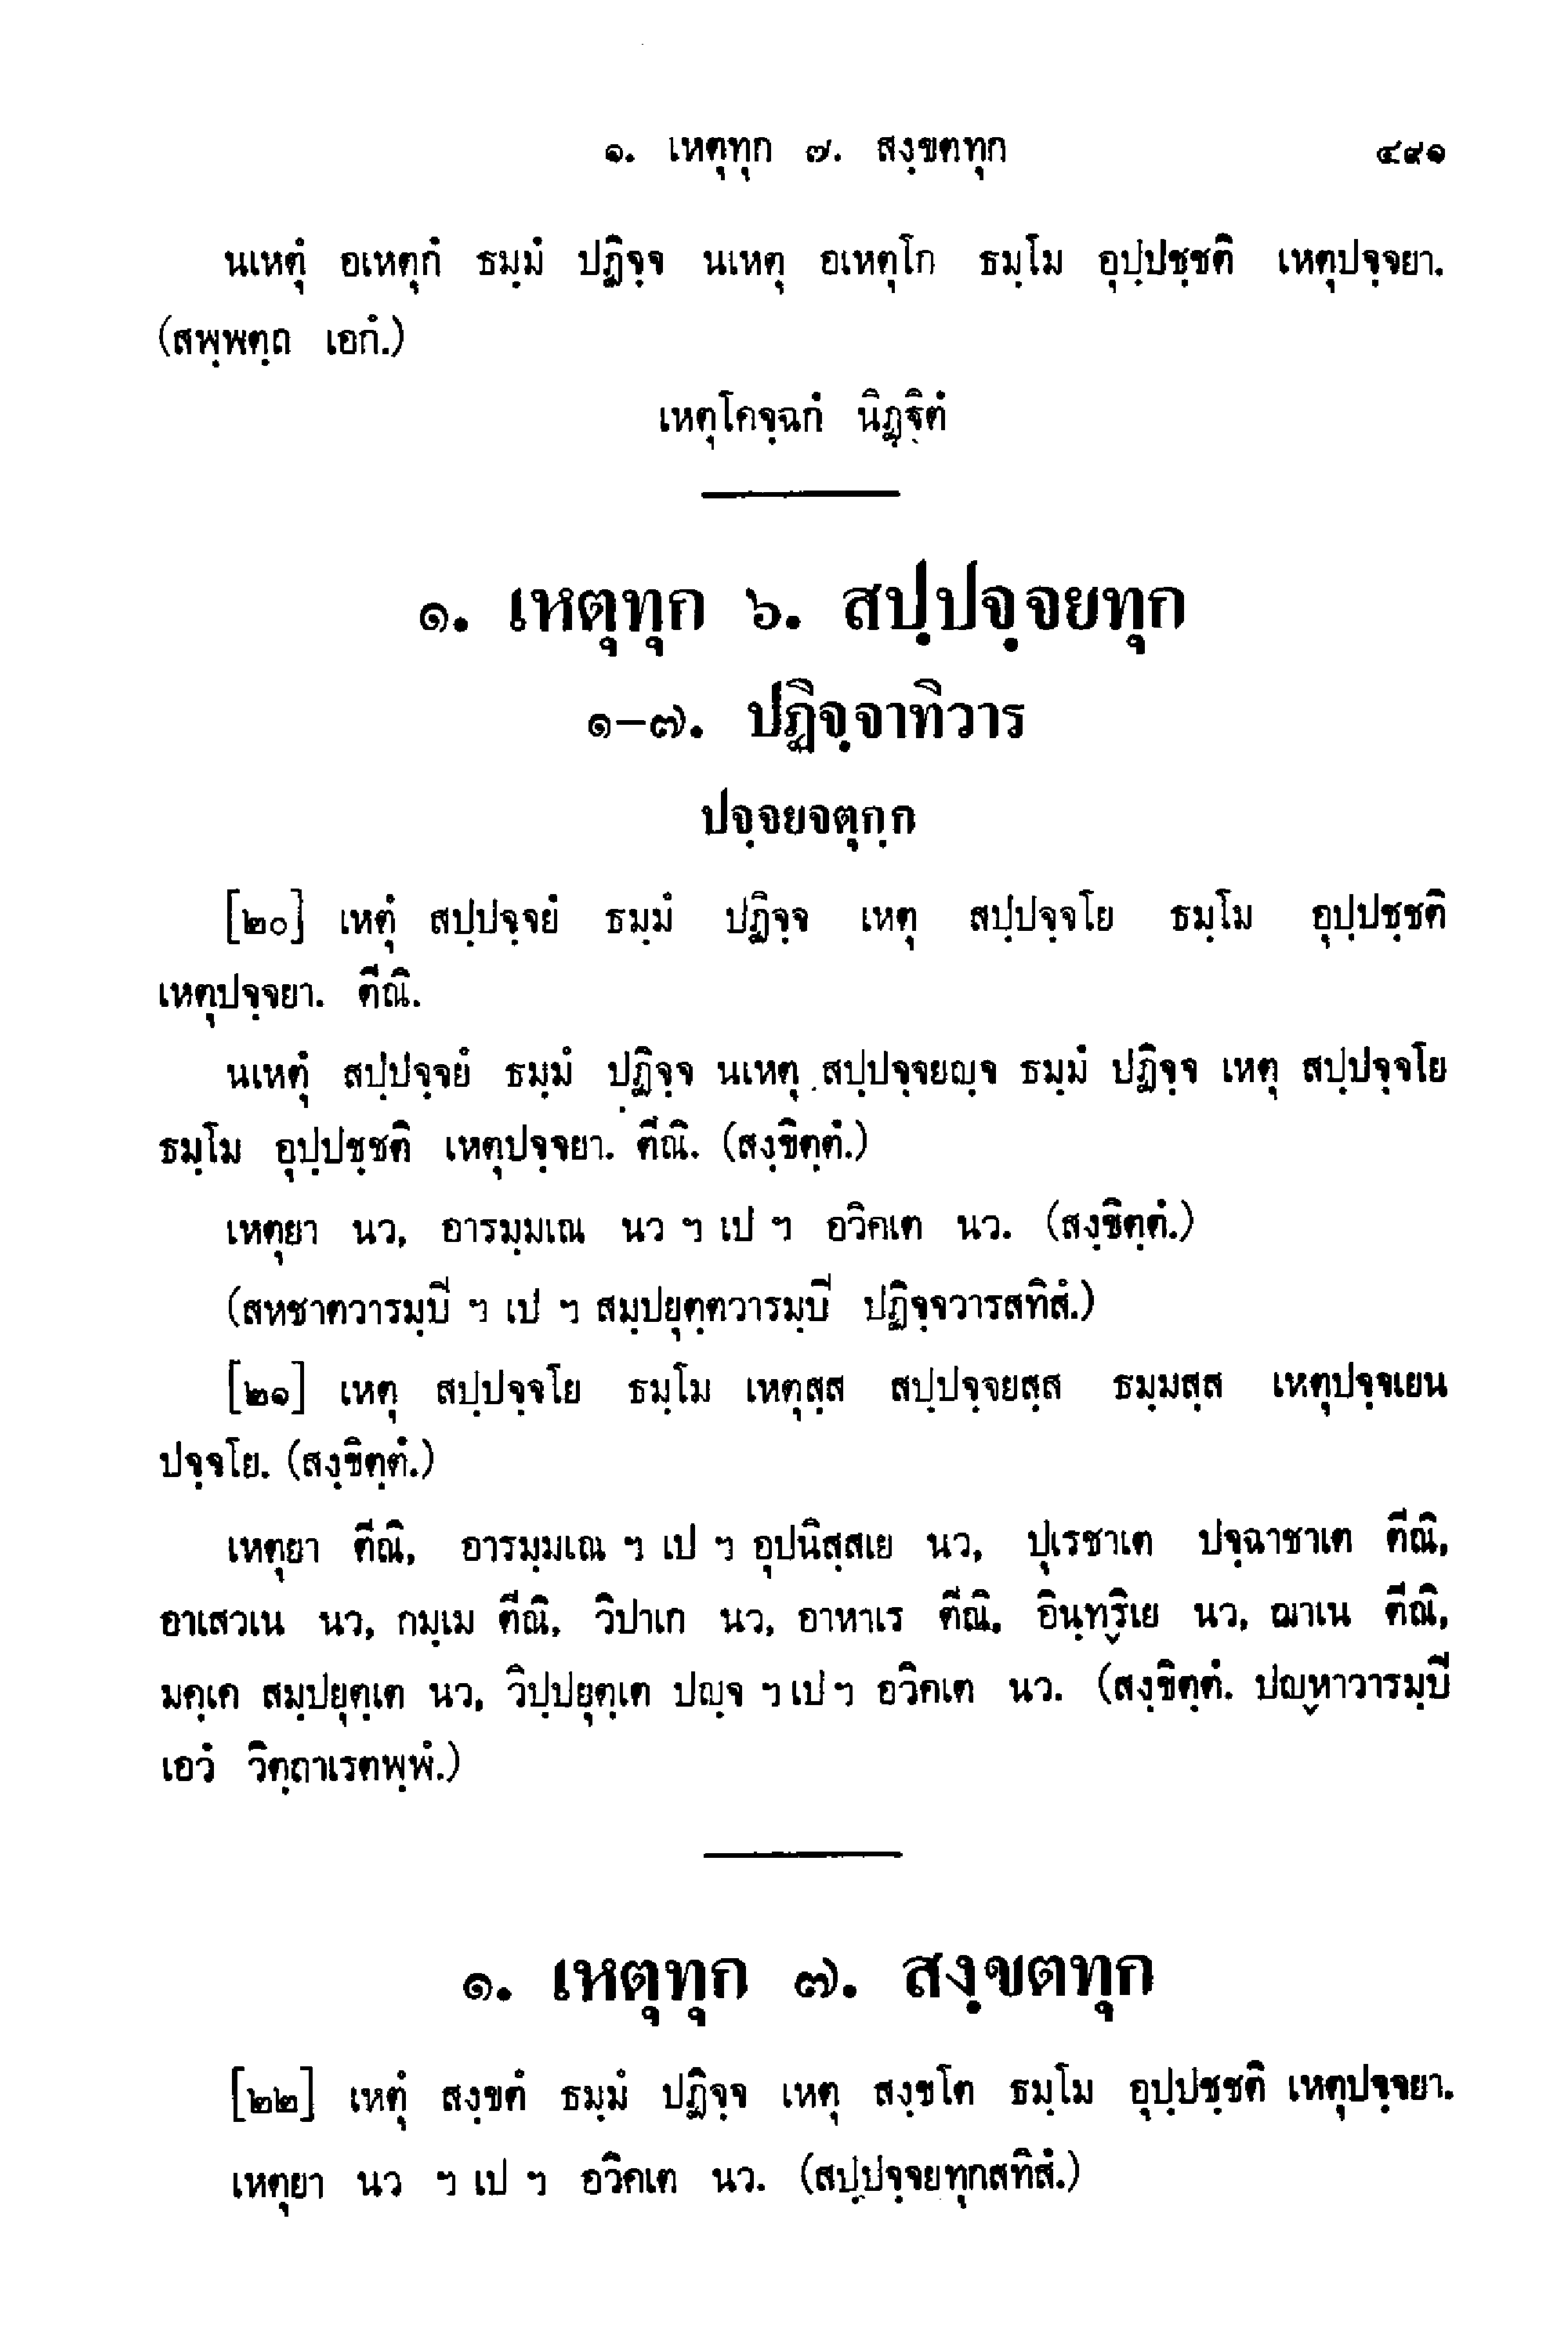 ๑. เหตุทุก ๗. สงฺขตทุก ๔๙๑
นเหตุํ อเหตุกํ ธมฺมํ ปฏิจฺจ นเหตุ อเหตุโก ธมฺโม อุปฺปชฺชติ เหตุปจฺจยา.
(สพฺพตฺถ เอกํ.)
เหตุโคจฺฉกํ นิฏฺฐิตํ
๑. เหตุทุก ๖. สปฺปจฺจยทุก
๑-๗. ปฏิจฺจาทิวาร
ปจฺจยจตุกฺก
[๒๐] เหตุํ สปฺปจฺจยํ ธมฺมํ ปฏิจฺจ เหตุ สปฺปจฺจโย ธมฺโม อุปฺปชฺชติ
เหตุปจฺจยา. ตีณิ.
นเหตุํ สปฺปจฺจยํ ธมฺมํ ปฏิจฺจ นเหตุ สปฺปจฺจยญฺจ ธมฺมํ ปฏิจฺจ เหตุ สปฺปจฺจโย
ธมฺโม อุปฺปชฺชติ เหตุปจฺจยา. ตีณิ. (สงฺขิตฺตํ.)
เหตุยา นว, อารมฺมเณ นว ฯ เป ฯ อวิคเต นว. (สงฺขิตฺตํ.)
(สหชาตวารมฺปิ ฯ เป ฯ สมฺปยุตฺตวารมฺปิ ปฏิจฺจวารสทิสํ.)
[๒๑] เหตุ สปฺปจฺจโย ธมฺโม เหตุสฺส สปฺปจฺจยสฺส ธมฺมสฺส เหตุปจฺจเยน
ปจฺจโย. (สงฺขิตฺตํ.)
เหตุยา ตีณิ, อารมฺมเณ ฯ เป ฯ อุปนิสฺสเย นว, ปุเรชาเต ปจฺฉาชาเต ตีณิ,
อาเสวเน นว, กมฺเม ตีณิ, วิปาเก นว, อาหาเร ตีณิ, อินฺทฺริเย นว, ฌาเน ตีณิ,
มคฺเค สมฺปยุตฺเต นว, วิปฺปยุตฺเต ปญฺจ ฯ เป ฯ อวิคเต นว. (สงฺขิตฺตํ. ปญฺหาวารมฺปิ
เอวํ วิตฺถาเรตพฺพํ.)
๑. เหตุทุก ๗. สงฺขตทุก
[๒๒] เหตุํ สงฺขตํ ธมฺมํ ปฏิจฺจ เหตุ สงฺขโต ธมฺโม อุปฺปชฺชติ เหตุปจฺจยา.
เหตุยา นว ฯ เป ฯ อวิคเต นว. (สปฺปจฺจยทุกสทิสํ.)